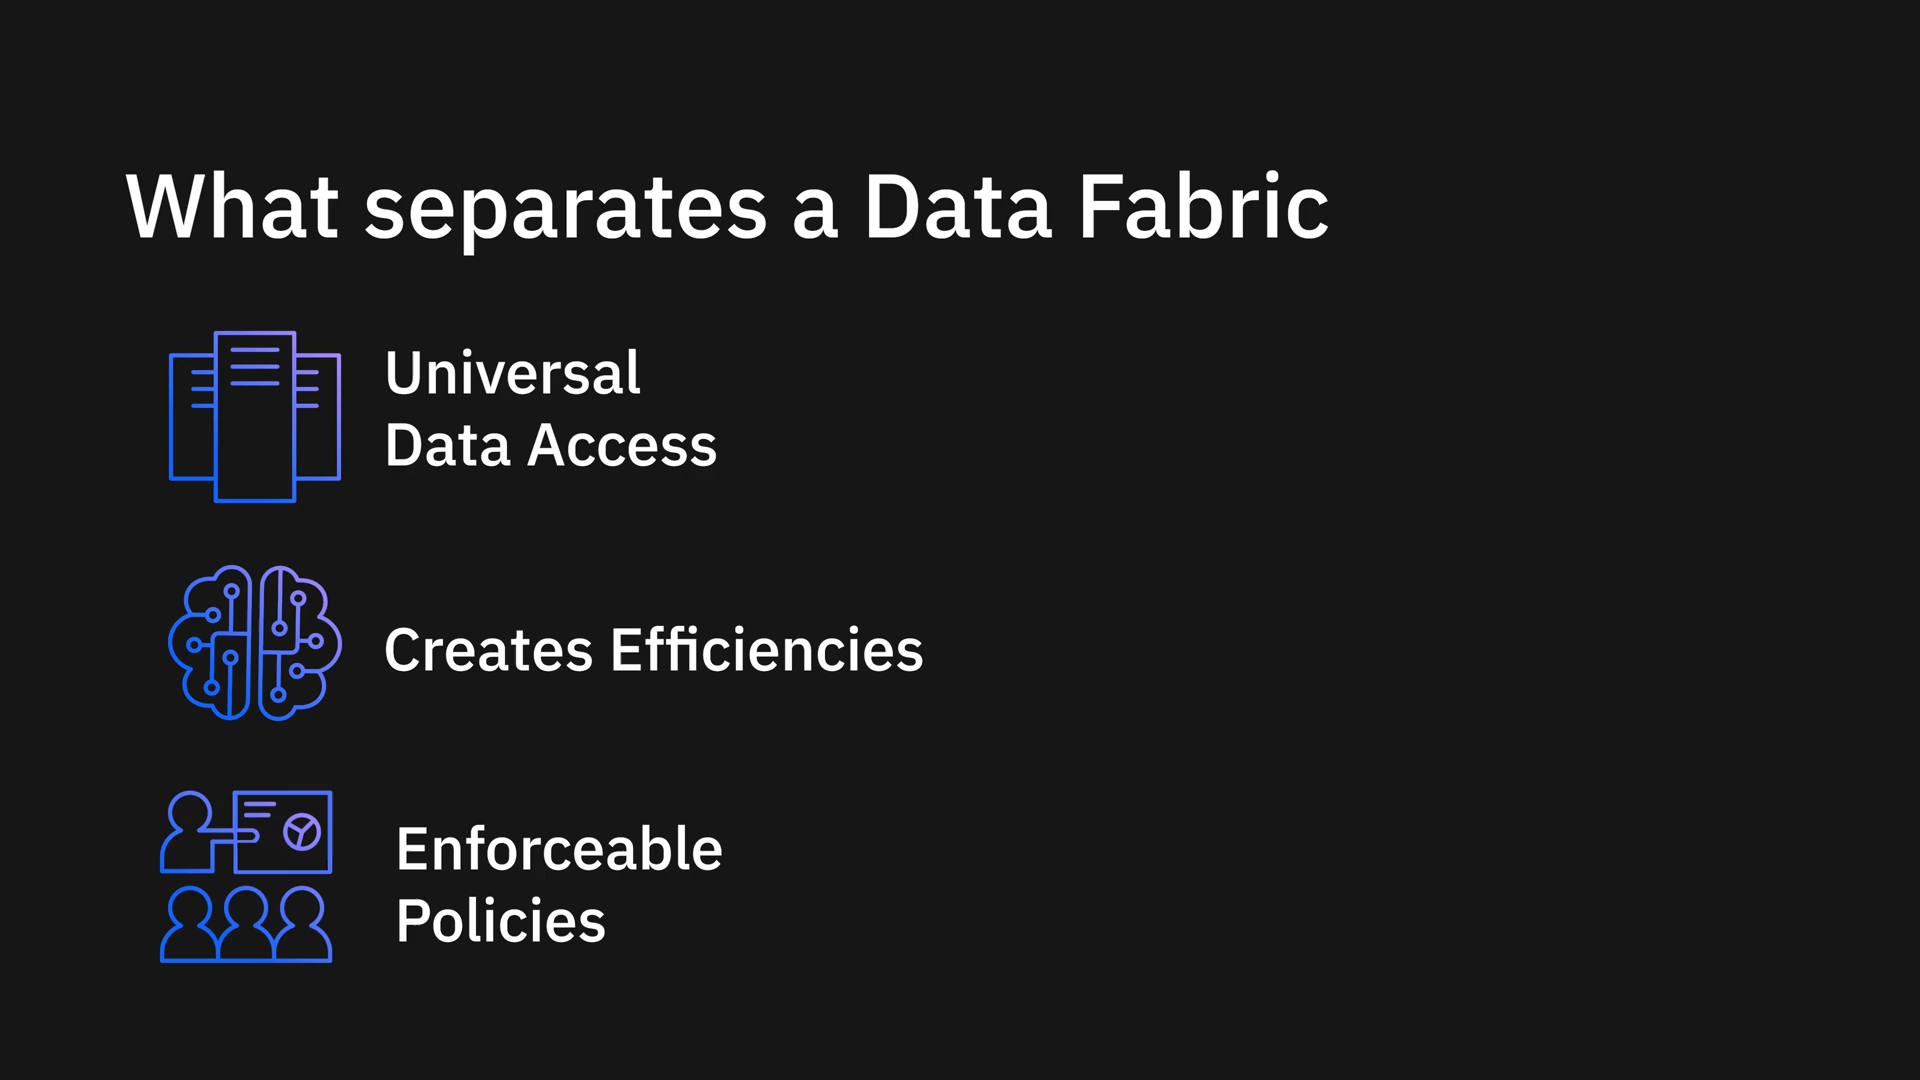 What separates a Data Fabric
Universal
Data Access
Creates Efficiencies
Enforceable
Policies